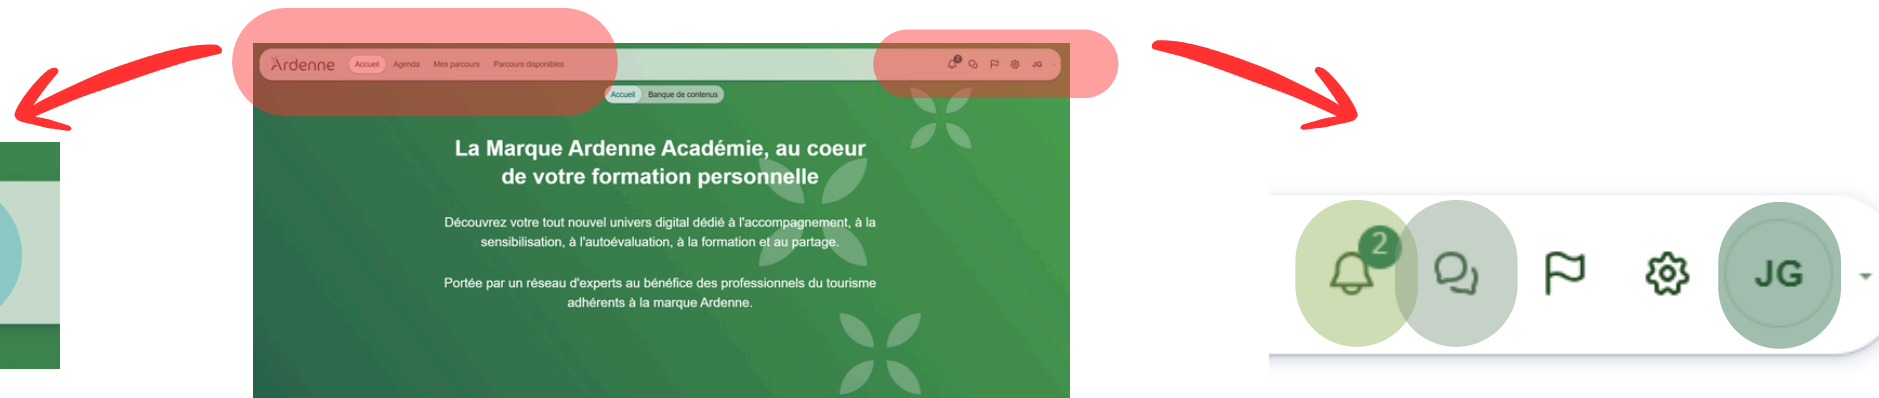 Ardenne Accueil Agenda Mes parcours Parcours disponibles 2 JG
Accueil Banque de contenus
La Marque Ardenne Académie, au coeur
de votre formation personnelle
Découvrez votre tout nouvel univers digital dédié à l'accompagnement, à la
sensibilisation, à l'autoévaluation, à la formation et au partage.
Portée par un réseau d'experts au bénéfice des professionnels du tourisme
adhérents à la marque Ardenne.
2 JG